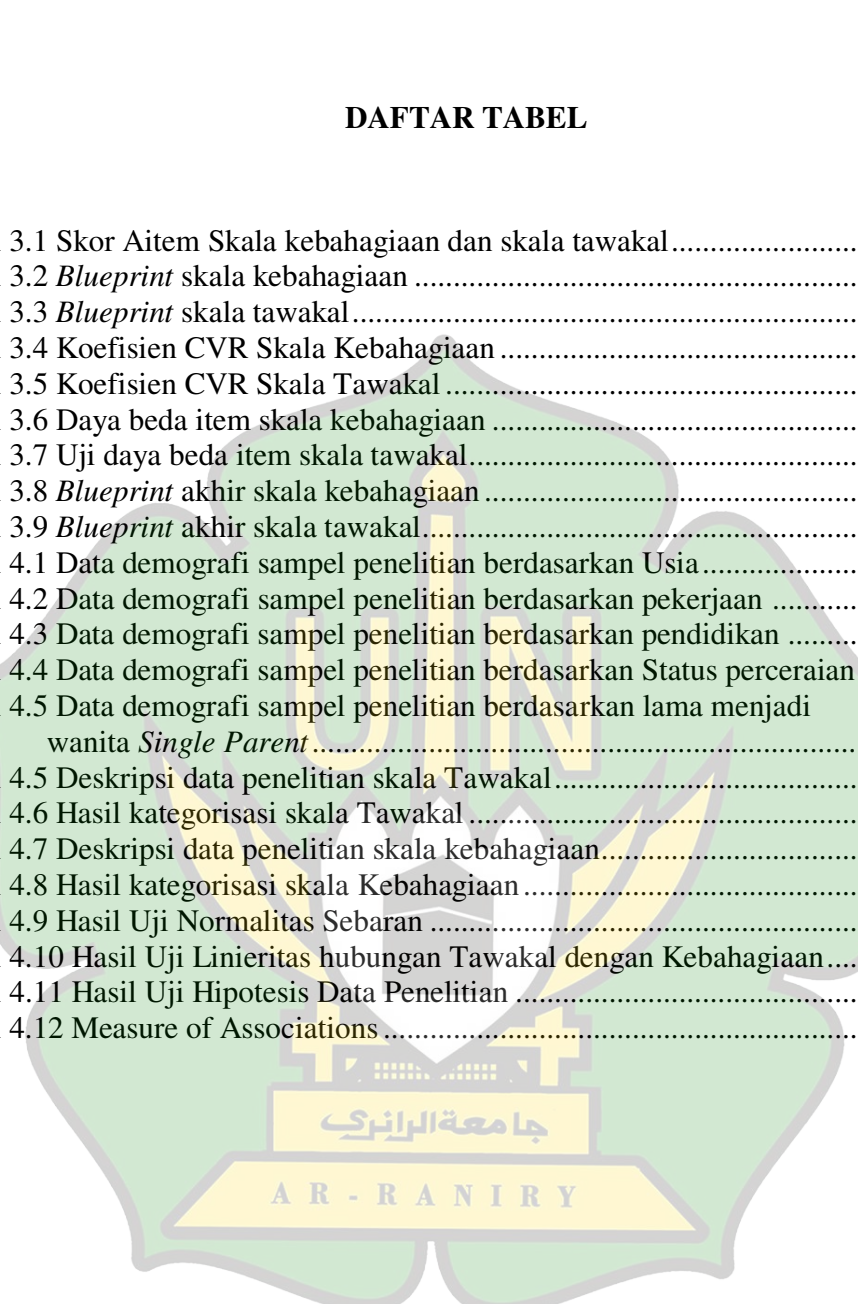 DAFTAR TABEL
3.1 Skor Aitem Skala kebahagiaan dan skala tawakal..............................
3.2 Blueprint skala kebahagiaan ..............................
3.3 Blueprint skala tawakal..............................
3.4 Koefisien CVR Skala Kebahagiaan ..............................
3.5 Koefisien CVR Skala Tawakal ..............................
3.6 Daya beda item skala kebahagiaan ..............................
3.7 Uji daya beda item skala tawakal..............................
3.8 Blueprint akhir skala kebahagiaan ..............................
3.9 Blueprint akhir skala tawakal..............................
4.1 Data demografi sampel penelitian berdasarkan Usia ......................
4.2 Data demografi sampel penelitian berdasarkan pekerjaan ............
4.3 Data demografi sampel penelitian berdasarkan pendidikan .........
4.4 Data demografi sampel penelitian berdasarkan Status perceraian
4.5 Data demografi sampel penelitian berdasarkan lama menjadi
wanita Single Parent ..............................
4.5 Deskripsi data penelitian skala Tawakal..............................
4.6 Hasil kategorisasi skala Tawakal ..............................
4.7 Deskripsi data penelitian skala kebahagiaan..............................
4.8 Hasil kategorisasi skala Kebahagiaan ..............................
4.9 Hasil Uji Normalitas Sebaran ..............................
4.10 Hasil Uji Linieritas hubungan Tawakal dengan Kebahagiaan.....
4.11 Hasil Uji Hipotesis Data Penelitian ..............................
4.12 Measure of Associations ..............................
UIN
جامعةالرانري
AR-RANIRY